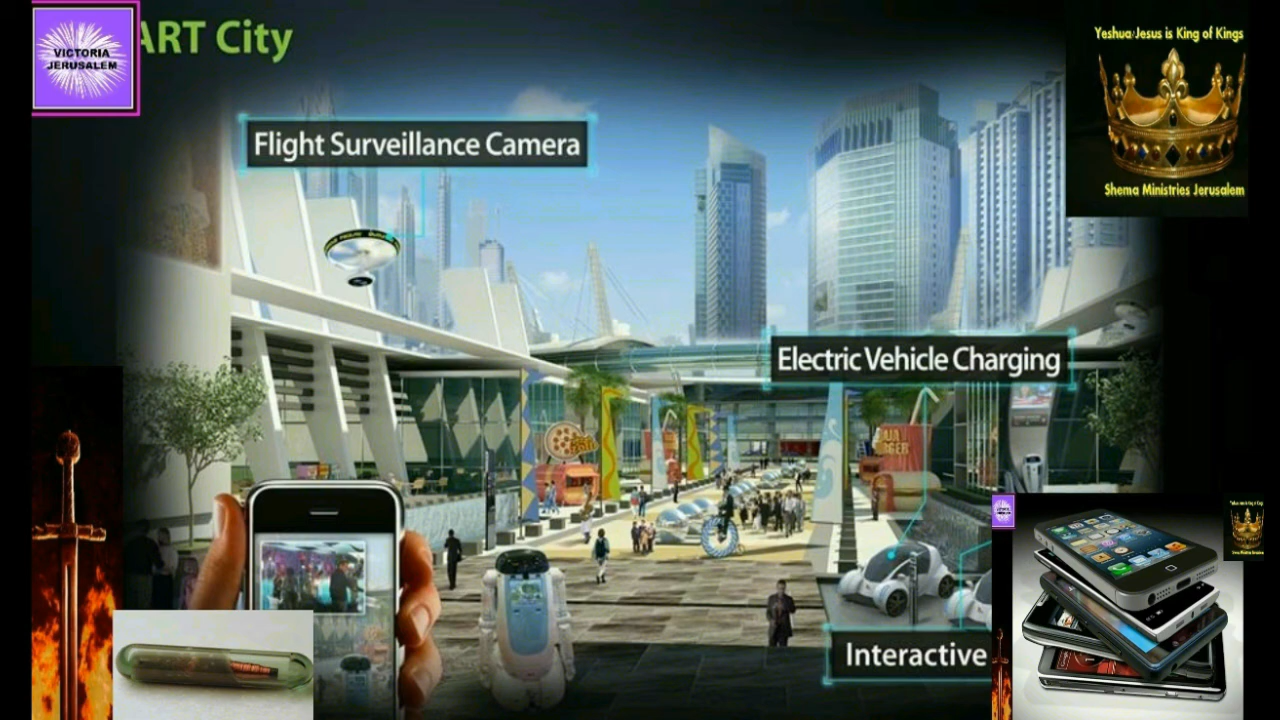 ART City
VICTORIA
JERUSALEM
Yeshua/Jesus is King of Kings
Shema Ministries Jerusalem
Flight Surveillance Camera
Electric Vehicle Charging
Interactive